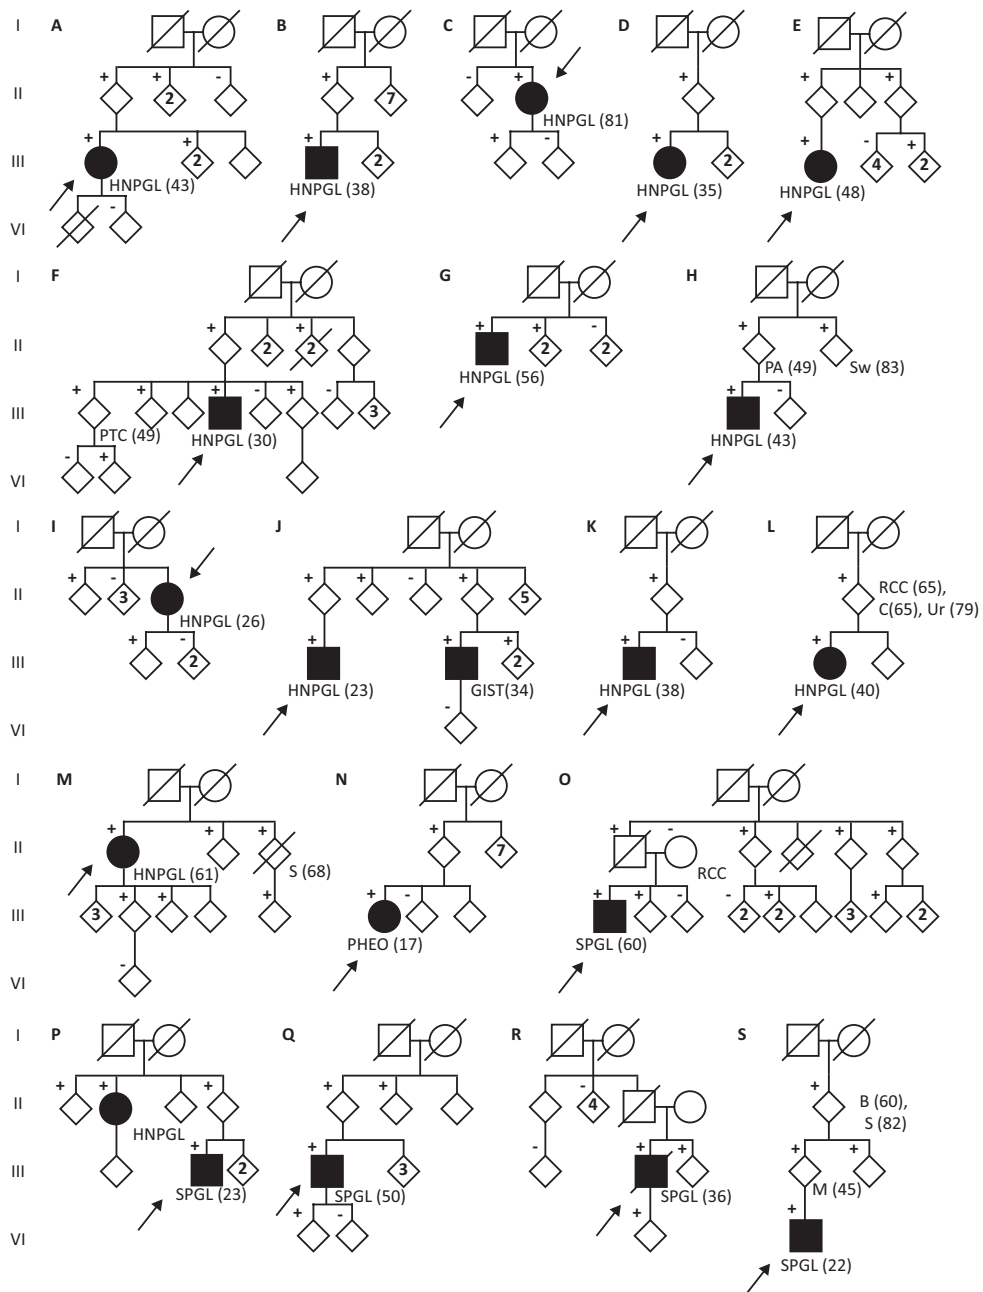 I A B C D E
+ + - + - + + + +
II 2 7
HNPGL (81)
+ + + + - + + - +
III 2 2 2 4 2
HNPGL (43) HNPGL (38) HNPGL (35) HNPGL (48)
-
VI
I F G H
+ + + + - + +
II 2 2 2 2
HNPGL (56) PA (49) Sw (83)
+ + + - + - + -
III 3
PTC (49) HNPGL (30) HNPGL (43)
- +
VI
I I J K L
+ - + + - + + +
II 3 5 RCC (65),
C(65), Ur (79)
HNPGL (26)
+ - + + + + - +
III 2 2
HNPGL (23) GIST(34) HNPGL (38) HNPGL (40)
-
VI
I M N O
+ + + + + - + + +
II 7
HNPGL (61) S (68) RCC
+ + + + - + + - + +
III 3 2 2 3 2
PHEO (17) SPGL (60)
-
VI
I P Q R S
+ + + + + - +
II 4 B (60),
S (82)
HNPGL
+ + - + + + +
III 2 3
SPGL (23) SPGL (50) SPGL (36) M (45)
+ - + +
VI
SPGL (22)